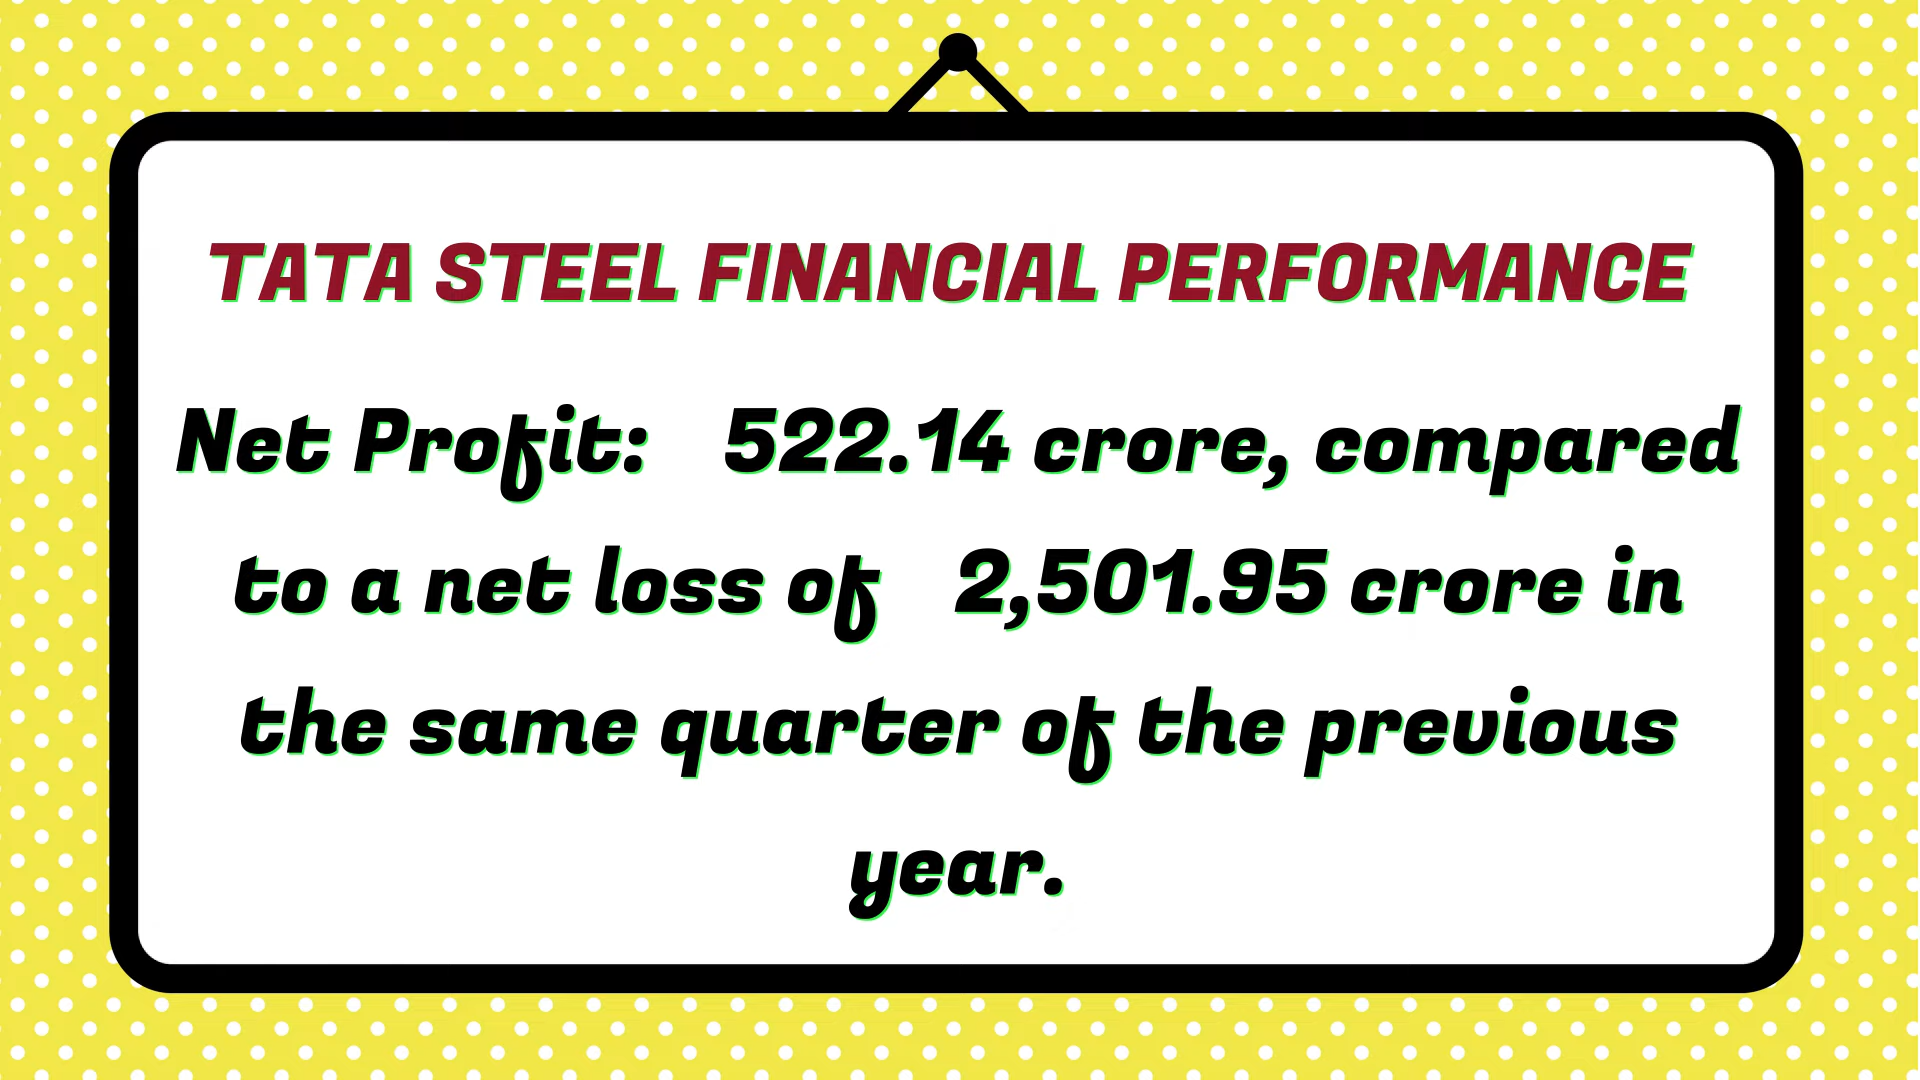 TATA STEEL FINANCIAL PERFORMANCE
Net Profit: 522.14 crore, compared
to a net loss of 2,501.95 crore in
the same quarter of the previous
year.